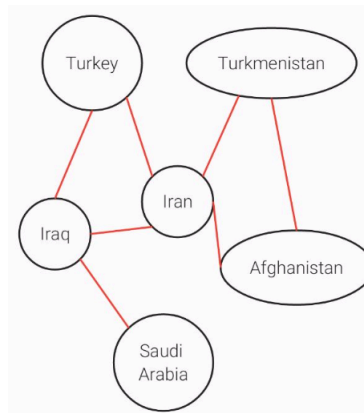 Turkey
Turkmenistan
Iran
Iraq
Afghanistan
Saudi
Arabia